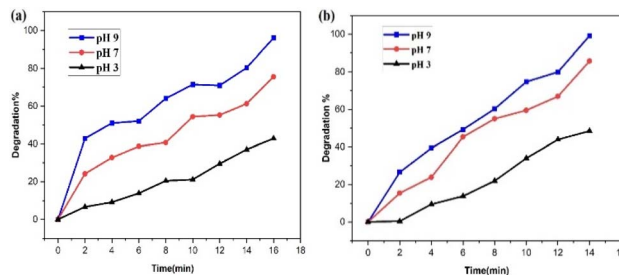 (a)
pH 9
pH 7
pH 3
Degradation%
100
80
60
40
20
0
0 2 4 6 8 10 12 14 16 18
Time(min)
(b)
pH 9
pH 7
pH 3
Degradation%
100
80
60
40
20
0
0 2 4 6 8 10 12 14
Time(min)